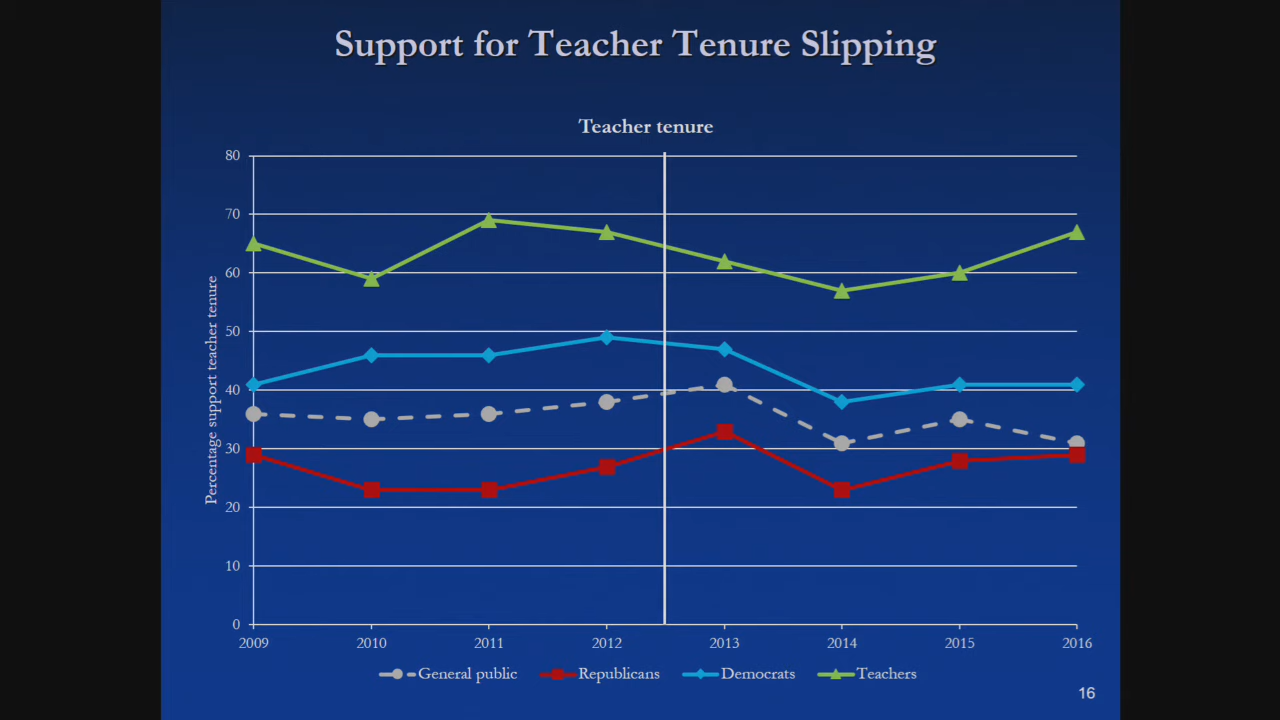 Support for Teacher Tenure Slipping
Teacher tenure
Percentage support teacher tenure
80
70
60
50
40
30
20
10
0
2009 2010 2011 2012 2013 2014 2015 2016
General public Republicans Democrats Teachers
16